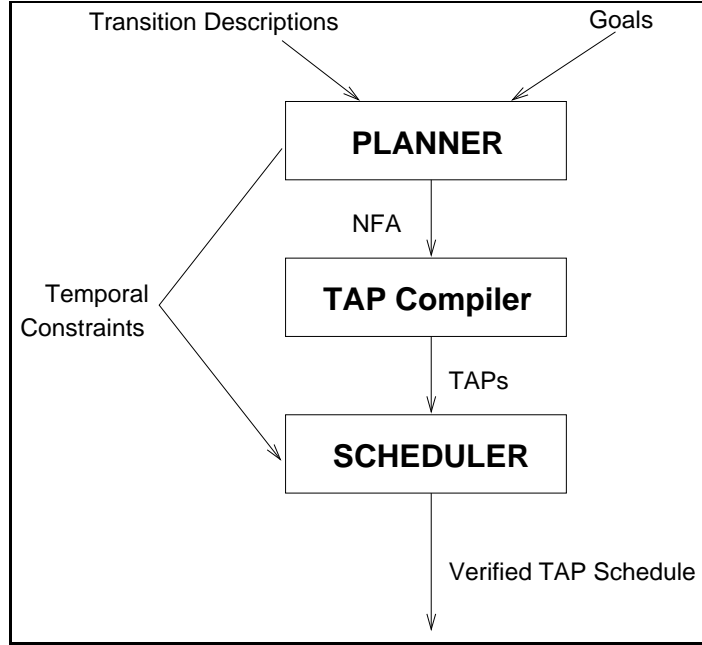 Transition Descriptions
Goals
PLANNER
NFA
TAP Compiler
Temporal
Constraints
TAPs
SCHEDULER
Verified TAP Schedule